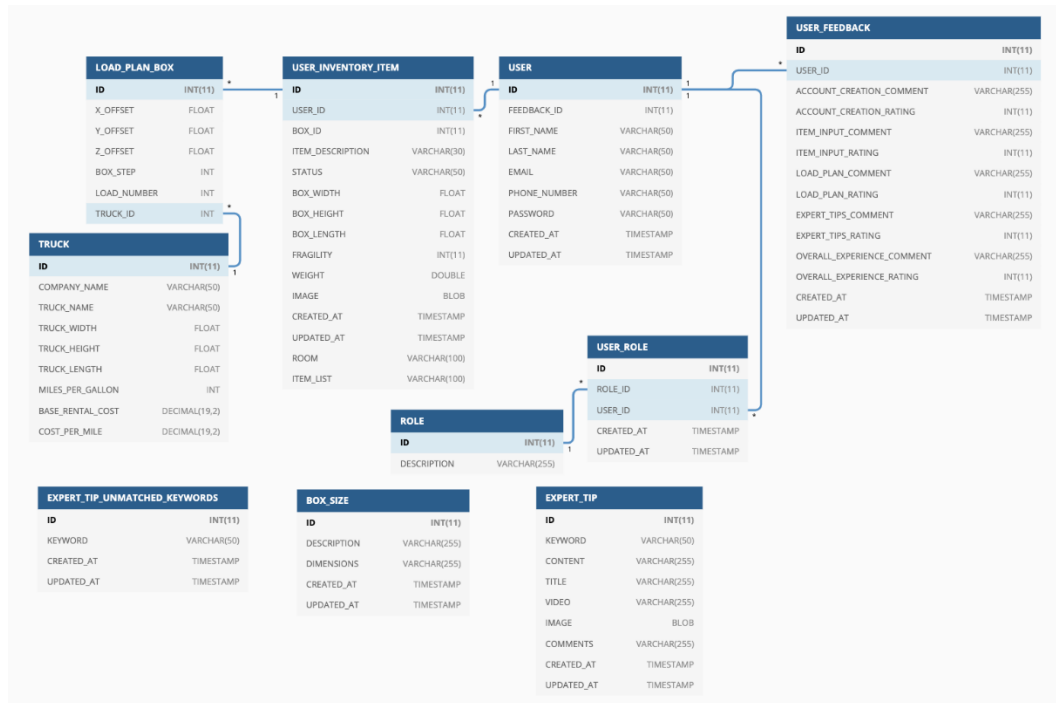 LOAD_PLAN_BOX
ID INT(11)
X_OFFSET FLOAT
Y_OFFSET FLOAT
Z_OFFSET FLOAT
BOX_STEP INT
LOAD_NUMBER INT
TRUCK_ID INT
*
1
*
1
TRUCK
ID INT(11)
COMPANY_NAME VARCHAR(50)
TRUCK_NAME VARCHAR(50)
TRUCK_WIDTH FLOAT
TRUCK_HEIGHT FLOAT
TRUCK_LENGTH FLOAT
MILES_PER_GALLON INT
BASE_RENTAL_COST DECIMAL(19,2)
COST_PER_MILE DECIMAL(19,2)
USER_INVENTORY_ITEM
ID INT(11)
USER_ID INT(11)
BOX_ID INT(11)
ITEM_DESCRIPTION VARCHAR(30)
STATUS VARCHAR(50)
BOX_WIDTH FLOAT
BOX_HEIGHT FLOAT
BOX_LENGTH FLOAT
FRAGILITY INT(11)
WEIGHT DOUBLE
IMAGE BLOB
CREATED_AT TIMESTAMP
UPDATED_AT TIMESTAMP
ROOM VARCHAR(100)
ITEM_LIST VARCHAR(100)
1
*
USER
ID INT(11)
FEEDBACK_ID INT(11)
FIRST_NAME VARCHAR(50)
LAST_NAME VARCHAR(50)
EMAIL VARCHAR(50)
PHONE_NUMBER VARCHAR(50)
PASSWORD VARCHAR(50)
CREATED_AT TIMESTAMP
UPDATED_AT TIMESTAMP
1
1
*
USER_FEEDBACK
ID INT(11)
USER_ID INT(11)
ACCOUNT_CREATION_COMMENT VARCHAR(255)
ACCOUNT_CREATION_RATING INT(11)
ITEM_INPUT_COMMENT VARCHAR(255)
ITEM_INPUT_RATING INT(11)
LOAD_PLAN_COMMENT VARCHAR(255)
LOAD_PLAN_RATING INT(11)
EXPERT_TIPS_COMMENT VARCHAR(255)
EXPERT_TIPS_RATING INT(11)
OVERALL_EXPERIENCE_COMMENT VARCHAR(255)
OVERALL_EXPERIENCE_RATING INT(11)
CREATED_AT TIMESTAMP
UPDATED_AT TIMESTAMP
USER_ROLE
ID INT(11)
ROLE_ID INT(11)
USER_ID INT(11)
CREATED_AT TIMESTAMP
UPDATED_AT TIMESTAMP
*
*
1
ROLE
ID INT(11)
DESCRIPTION VARCHAR(255)
EXPERT_TIP_UNMATCHED_KEYWORDS
ID INT(11)
KEYWORD VARCHAR(50)
CREATED_AT TIMESTAMP
UPDATED_AT TIMESTAMP
BOX_SIZE
ID INT(11)
DESCRIPTION VARCHAR(255)
DIMENSIONS VARCHAR(255)
CREATED_AT TIMESTAMP
UPDATED_AT TIMESTAMP
EXPERT_TIP
ID INT(11)
KEYWORD VARCHAR(50)
CONTENT VARCHAR(255)
TITLE VARCHAR(255)
VIDEO VARCHAR(255)
IMAGE BLOB
COMMENTS VARCHAR(255)
CREATED_AT TIMESTAMP
UPDATED_AT TIMESTAMP